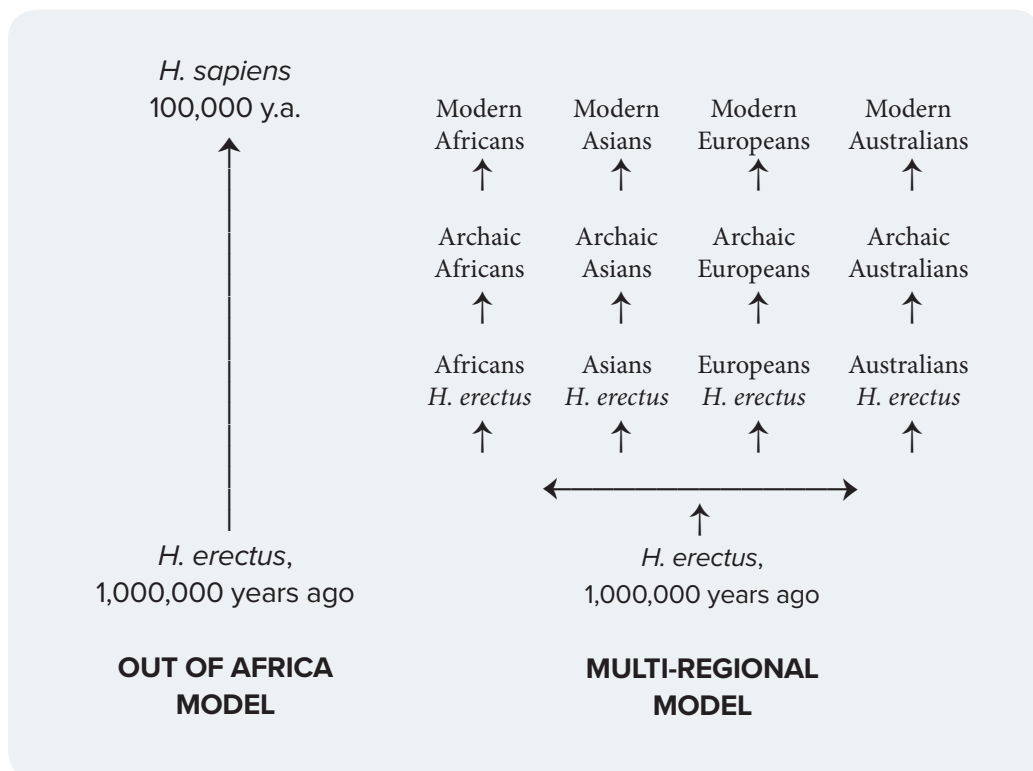 H. sapiens
100,000 y.a.
H. erectus,
1,000,000 years ago
OUT OF AFRICA
MODEL
Modern Modern Modern Modern
Africans Asians Europeans Australians
Archaic Archaic Archaic Archaic
Africans Asians Europeans Australians
Africans Asians Europeans Australians
H. erectus H. erectus H. erectus H. erectus
H. erectus,
1,000,000 years ago
MULTI-REGIONAL
MODEL